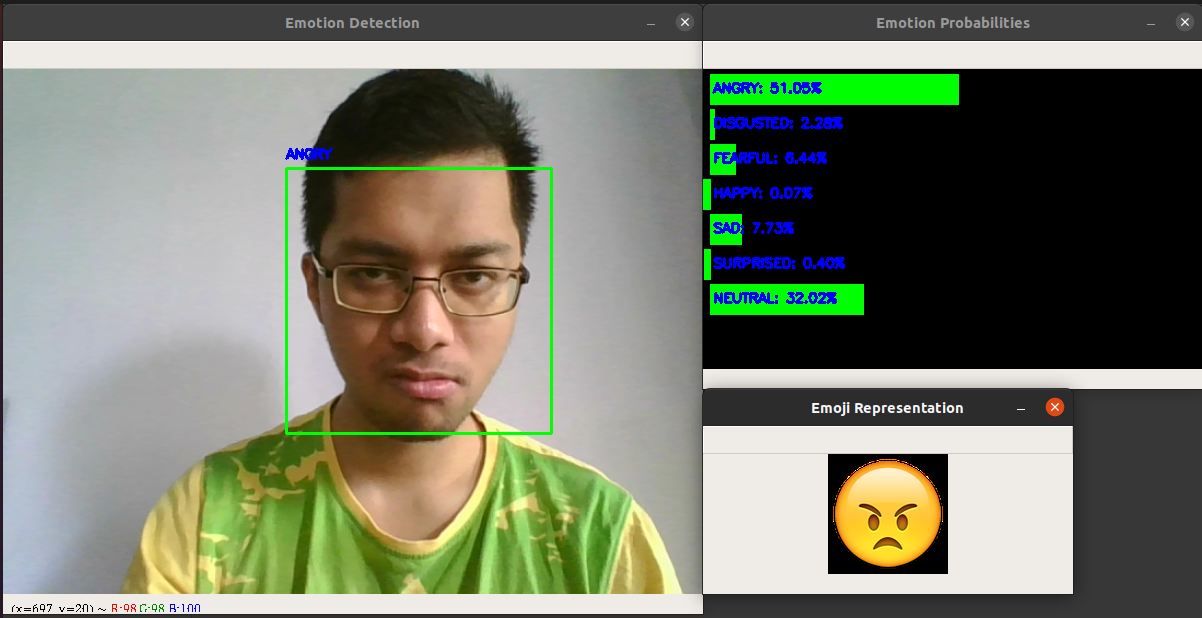 Emotion Detection
Emotion Probabilities
ANGRY
ANGRY: 51.05%
DISGUSTED: 2.28%
FEARFUL: 6.44%
HAPPY: 0.07%
SAD: 7.73%
SURPRISED: 0.40%
NEUTRAL: 32.02%
Emoji Representation
(x=697, y=20) ~ R:98 G:98 B:100